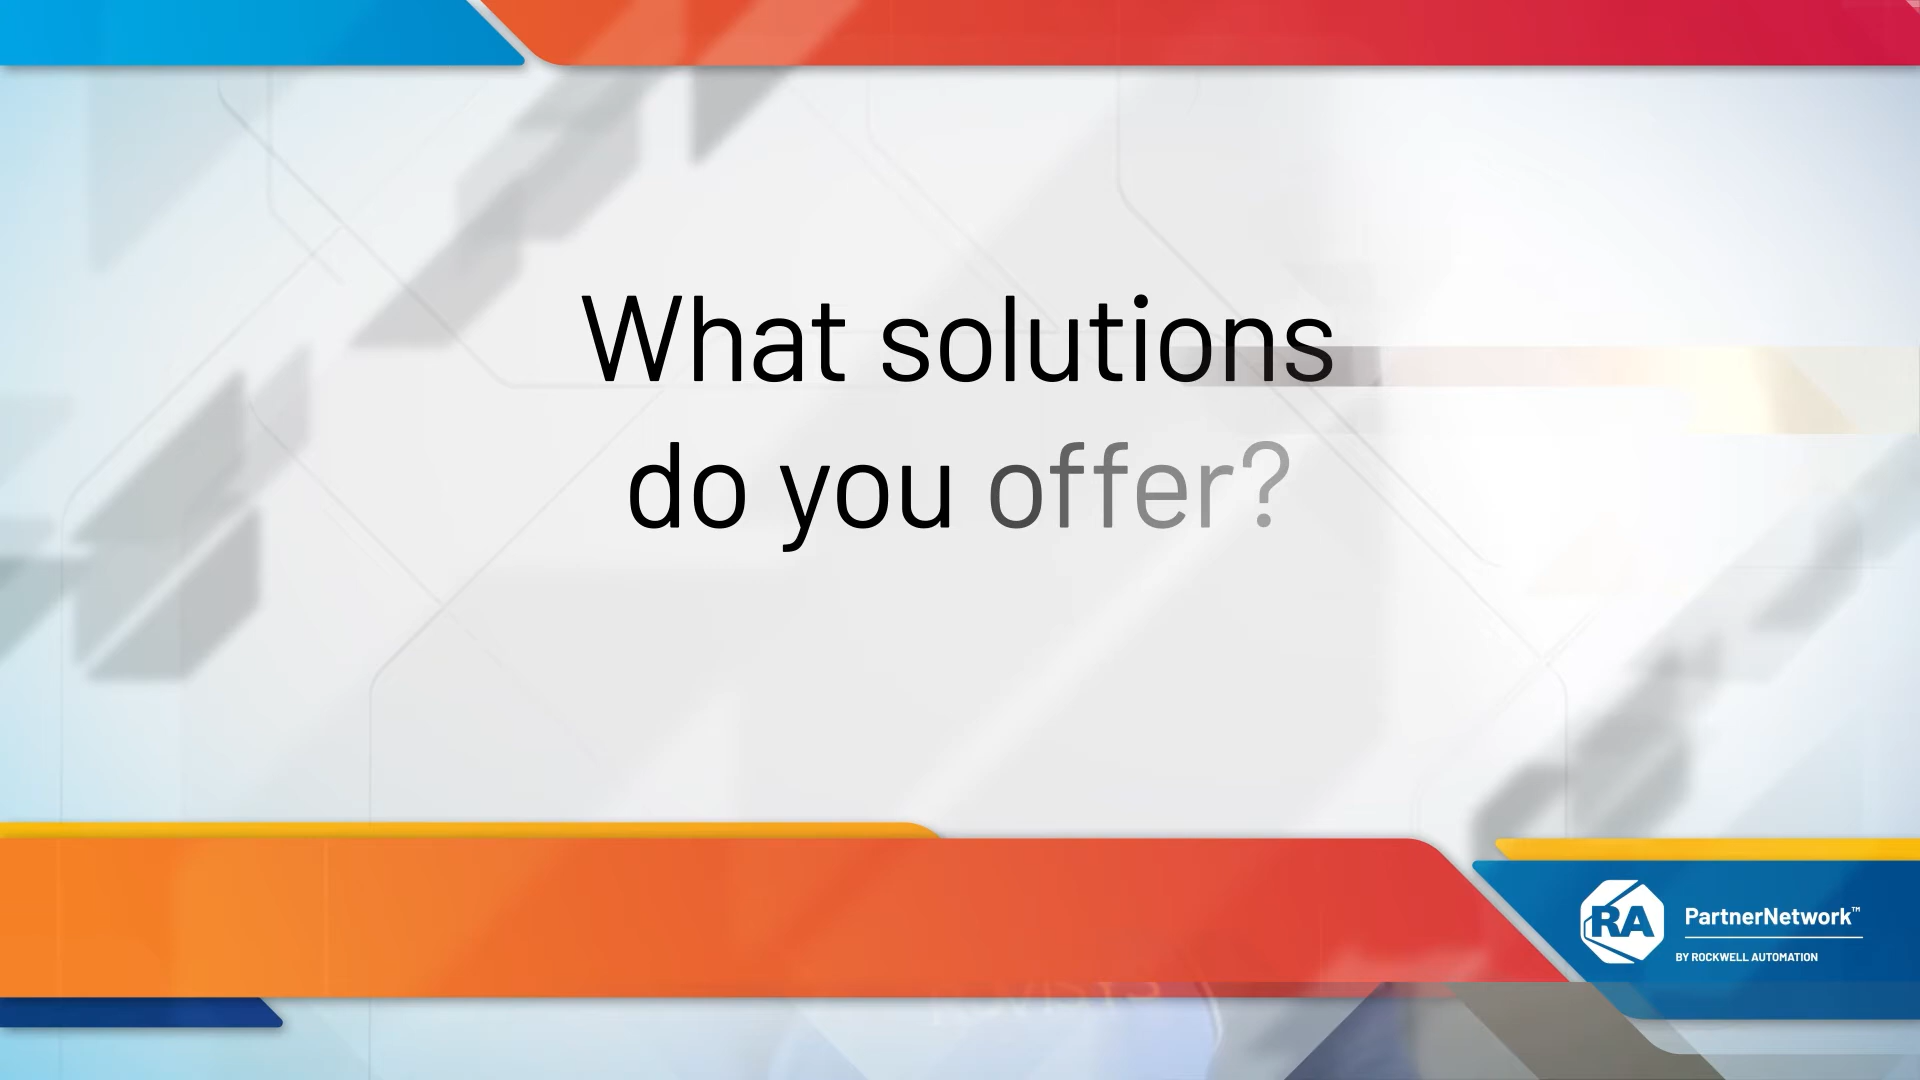 What solutions
do you offer?
RA
PartnerNetwork™
BY ROCKWELL AUTOMATION